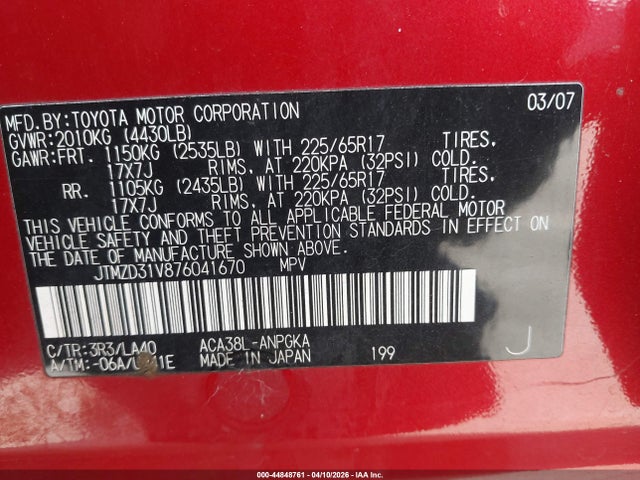 MFD.BY:TOYOTA MOTOR CORPORATION 03/07
GVWR:2010KG (4430LB)
GAWR:FRT. 1150KG (2535LB) WITH 225/65R17 TIRES,
17X7J RIMS, AT 220KPA (32PSI) COLD.
RR. 1105KG (2435LB) WITH 225/65R17 TIRES,
17X7J RIMS, AT 220KPA (32PSI) COLD.
THIS VEHICLE CONFORMS TO ALL APPLICABLE FEDERAL MOTOR
VEHICLE SAFETY AND THEFT PREVENTION STANDARDS IN EFFECT ON
THE DATE OF MANUFACTURE SHOWN ABOVE.
JTMZD31V876041670 MPV
C/TR:3R3/LA40 ACA38L-ANPGKA
A/TM:-06A/ MADE IN JAPAN 199 J
000-44848761 - 04/10/2026 - IAA Inc.